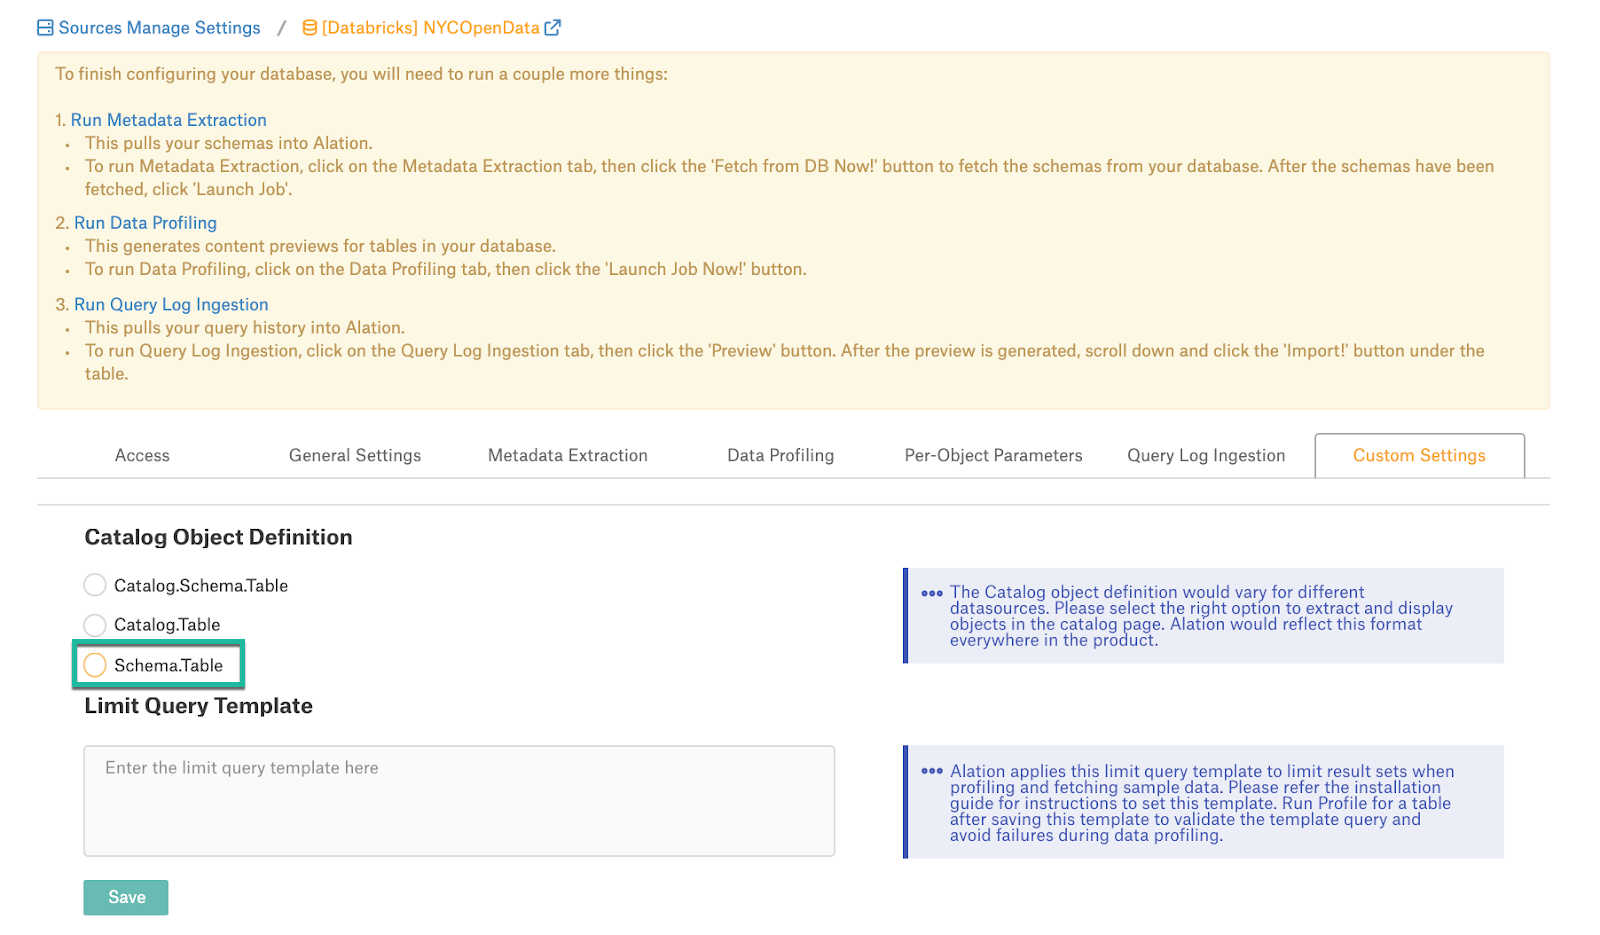 Sources Manage Settings / [Databricks] NYCOpenData
To finish configuring your database, you will need to run a couple more things:
1. Run Metadata Extraction
• This pulls your schemas into Alation.
• To run Metadata Extraction, click on the Metadata Extraction tab, then click the 'Fetch from DB Now!' button to fetch the schemas from your database. After the schemas have been
fetched, click 'Launch Job'.
2. Run Data Profiling
• This generates content previews for tables in your database.
• To run Data Profiling, click on the Data Profiling tab, then click the 'Launch Job Now!' button.
3. Run Query Log Ingestion
• This pulls your query history into Alation.
• To run Query Log Ingestion, click on the Query Log Ingestion tab, then click the 'Preview' button. After the preview is generated, scroll down and click the 'Import!' button under the
table.
Access General Settings Metadata Extraction Data Profiling Per-Object Parameters Query Log Ingestion Custom Settings
Catalog Object Definition
Catalog.Schema.Table
Catalog.Table
Schema.Table
The Catalog object definition would vary for different
datasources. Please select the right option to extract and display
objects in the catalog page. Alation would reflect this format
everywhere in the product.
Limit Query Template
Enter the limit query template here
Alation applies this limit query template to limit result sets when
profiling and fetching sample data. Please refer the installation
guide for instructions to set this template. Run Profile for a table
after saving this template to validate the template query and
avoid failures during data profiling.
Save